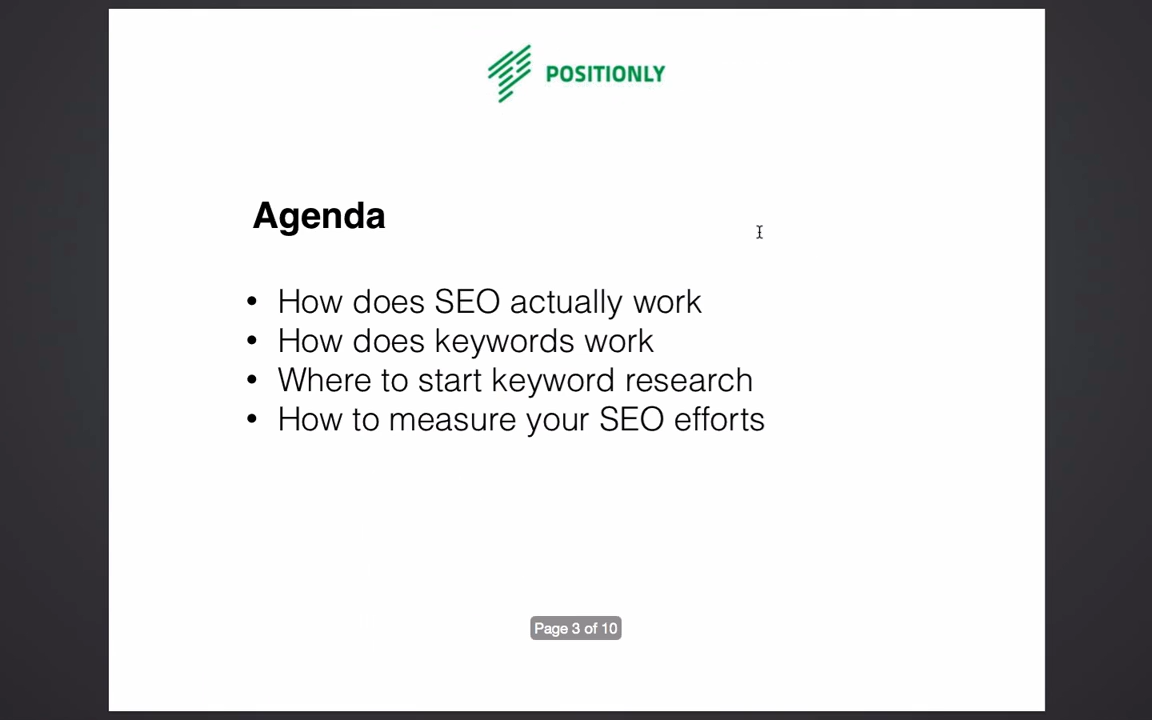 POSITIONLY
Agenda
• How does SEO actually work
• How does keywords work
• Where to start keyword research
• How to measure your SEO efforts
Page 3 of 10